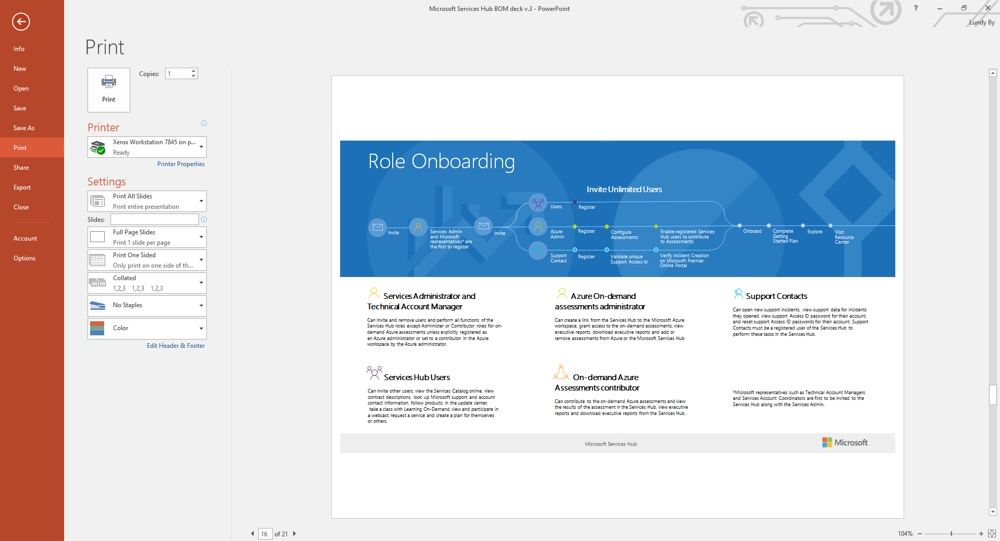 Microsoft Services Hub BOM deck v.3 - PowerPoint
?
Lundy By
Info
New
Open
Save
Save As
Print
Share
Export
Close
Account
Options
Print
Print
Copies:
1
Printer
Xerox Workstation 7845 on p...
Ready
Printer Properties
Settings
Print All Slides
Print entire presentation
Slides:
Full Page Slides
Print 1 slide per page
Print One Sided
Only print on one side of th...
Collated
1,2,3 1,2,3 1,2,3
No Staples
Color
Edit Header & Footer
Role Onboarding
Invite Unlimited Users
Invite
Services Admin
and Microsoft
representatives* are
the first to register
Invite
Users
Register
Azure
Admin
Register
Configure
Assessments
Enable registered Services
Hub users to contribute
to Assessments
Support
Contact
Register
Validate unique
Support Access Id
Verify Incident Creation
on Microsoft Premier
Online Portal
Onboard
Complete
Getting
Started Plan
Explore
Visit
Resource
Center
Services Administrator and
Technical Account Manager
Can invite and remove users and perform all functions of the
Services Hub roles except Administer or Contributor roles for on-
demand Azure assessments unless explicitly registered as
an Azure administrator or set to a contributor in the Azure
workspace by the Azure administrator.
Azure On-demand
assessments administrator
Can create a link from the Services Hub to the Microsoft Azure
workspace, grant access to the on-demand assessments, view
executive reports, download executive reports and add or
remove assessments from Azure or the Microsoft Services Hub
Support Contacts
Can open new support incidents, view support data for incidents
they opened, view support Access ID password for their account,
and reset support Access ID passwords for their account. Support
Contacts must be a registered user of the Services Hub to
perform these tasks in the Services Hub.
Services Hub Users
Can invite other users, view the Services Catalog online, view
contract descriptions, look up Microsoft support and account
contact information, follow products in the update center,
take a class with Learning On-Demand, view and participate in
a webcast, request a service and create a plan for themselves
or others.
On-demand Azure
Assessments contributor
Can contribute to the on-demand Azure assessments and view
the results of the assessment in the Services Hub, view executive
reports and download executive reports from the Services Hub.
*Microsoft representatives such as Technical Account Managers
and Services Account Coordinators are first to be invited to the
Services Hub along with the Services Admin.
Microsoft Services Hub
Microsoft
16 of 21
104%